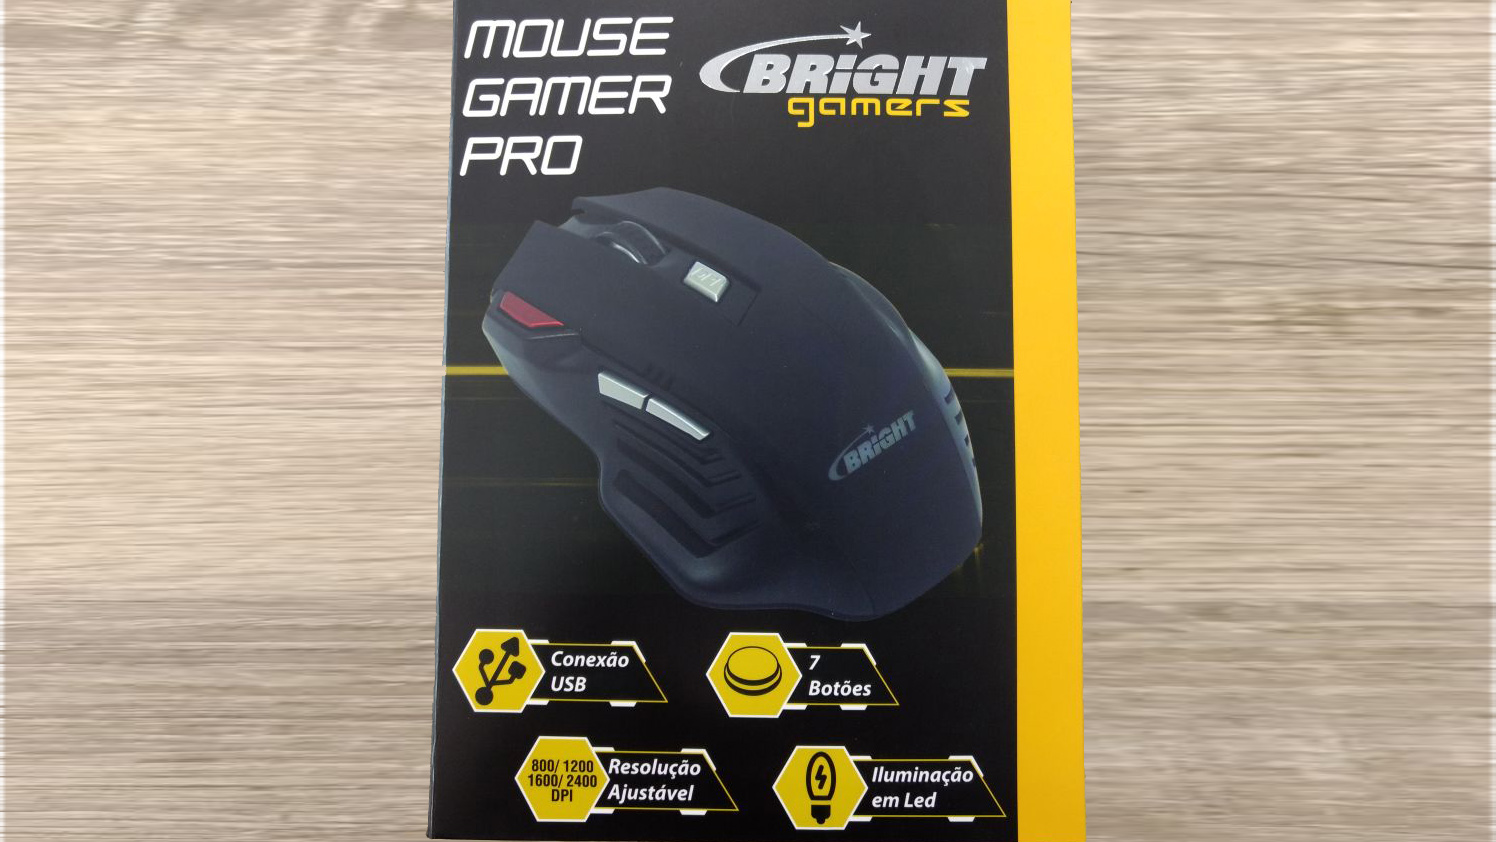 MOUSE
GAMER
PRO
BRIGHT
gamers
BRIGHT
Conexão
USB
7
Botões
800/ 1200
1600/ 2400
DPI
Resolução
Ajustável
Iluminação
em Led